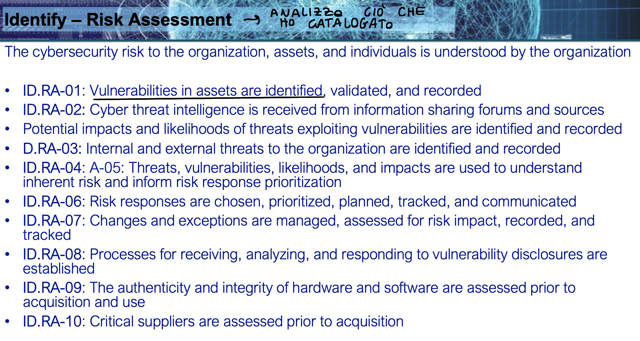 Identify – Risk Assessment → ANALIZZO CIÒ CHE
HO CATALOGATO
The cybersecurity risk to the organization, assets, and individuals is understood by the organization
• ID.RA-01: Vulnerabilities in assets are identified, validated, and recorded
• ID.RA-02: Cyber threat intelligence is received from information sharing forums and sources
• Potential impacts and likelihoods of threats exploiting vulnerabilities are identified and recorded
• D.RA-03: Internal and external threats to the organization are identified and recorded
• ID.RA-04: A-05: Threats, vulnerabilities, likelihoods, and impacts are used to understand
inherent risk and inform risk response prioritization
• ID.RA-06: Risk responses are chosen, prioritized, planned, tracked, and communicated
• ID.RA-07: Changes and exceptions are managed, assessed for risk impact, recorded, and
tracked
• ID.RA-08: Processes for receiving, analyzing, and responding to vulnerability disclosures are
established
• ID.RA-09: The authenticity and integrity of hardware and software are assessed prior to
acquisition and use
• ID.RA-10: Critical suppliers are assessed prior to acquisition